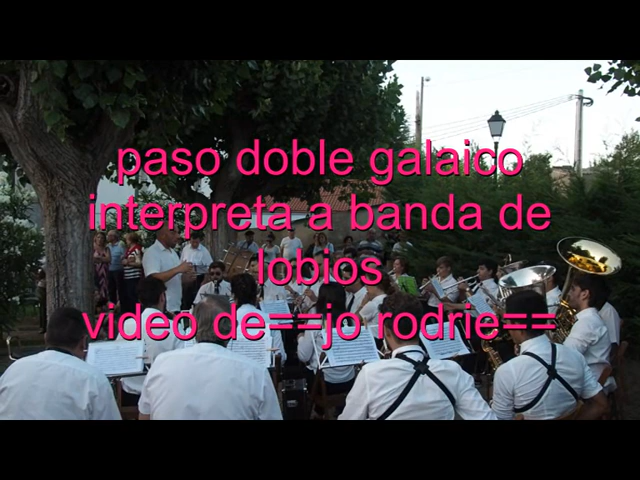 paso doble galaico
interpreta a banda de
lobios
video de==jo rodrie==